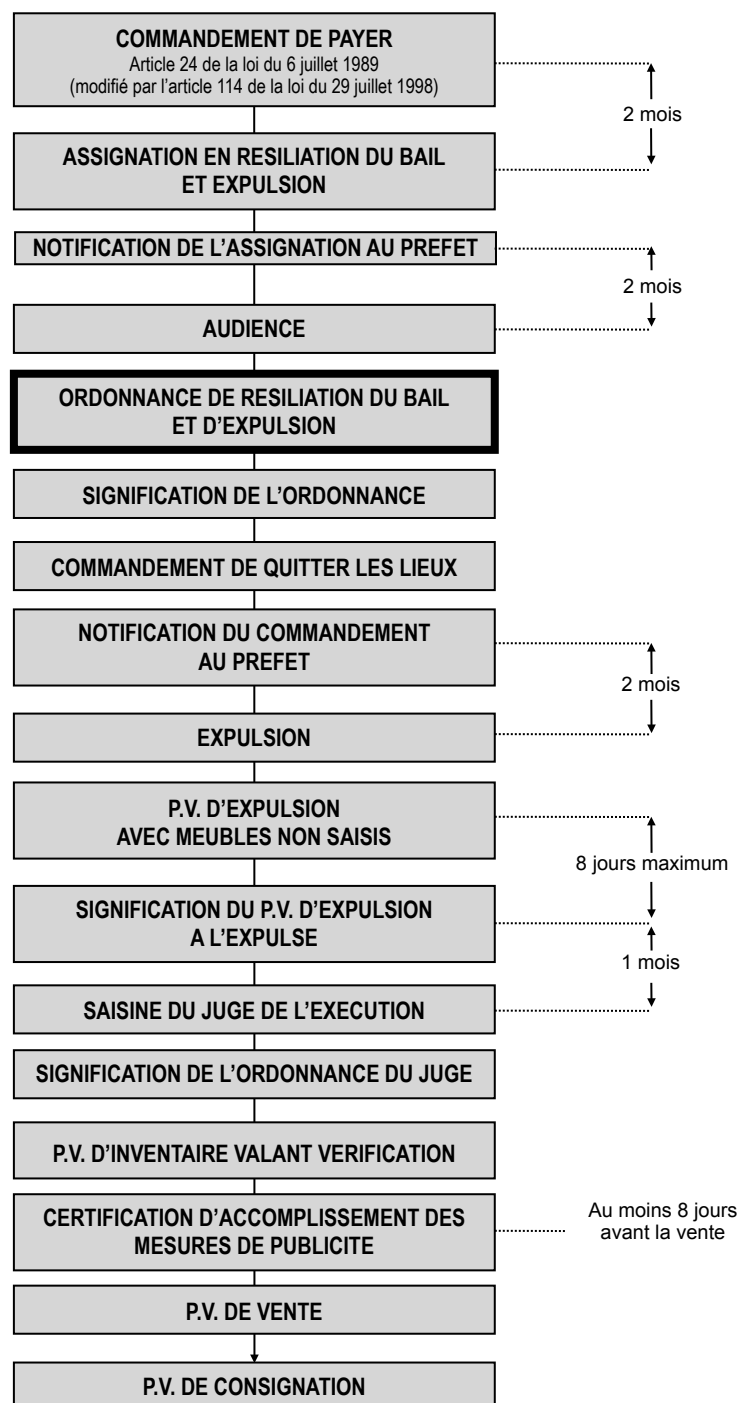 COMMANDEMENT DE PAYER
Article 24 de la loi du 6 juillet 1989
(modifié par l'article 114 de la loi du 29 juillet 1998)
2 mois
ASSIGNATION EN RESILIATION DU BAIL
ET EXPULSION
NOTIFICATION DE L'ASSIGNATION AU PREFET
2 mois
AUDIENCE
ORDONNANCE DE RESILIATION DU BAIL
ET D'EXPULSION
SIGNIFICATION DE L'ORDONNANCE
COMMANDEMENT DE QUITTER LES LIEUX
NOTIFICATION DU COMMANDEMENT
AU PREFET
2 mois
EXPULSION
P.V. D'EXPULSION
AVEC MEUBLES NON SAISIS
8 jours maximum
SIGNIFICATION DU P.V. D'EXPULSION
A L'EXPULSE
1 mois
SAISINE DU JUGE DE L'EXECUTION
SIGNIFICATION DE L'ORDONNANCE DU JUGE
P.V. D'INVENTAIRE VALANT VERIFICATION
CERTIFICATION D'ACCOMPLISSEMENT DES
MESURES DE PUBLICITE
Au moins 8 jours
avant la vente
P.V. DE VENTE
P.V. DE CONSIGNATION